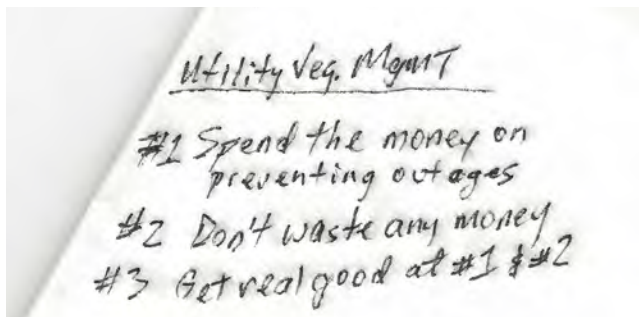 Utility Veg. Mgmt
#1 Spend the money on
preventing outages
#2 Don't waste any money
#3 Get real good at #1 & #2